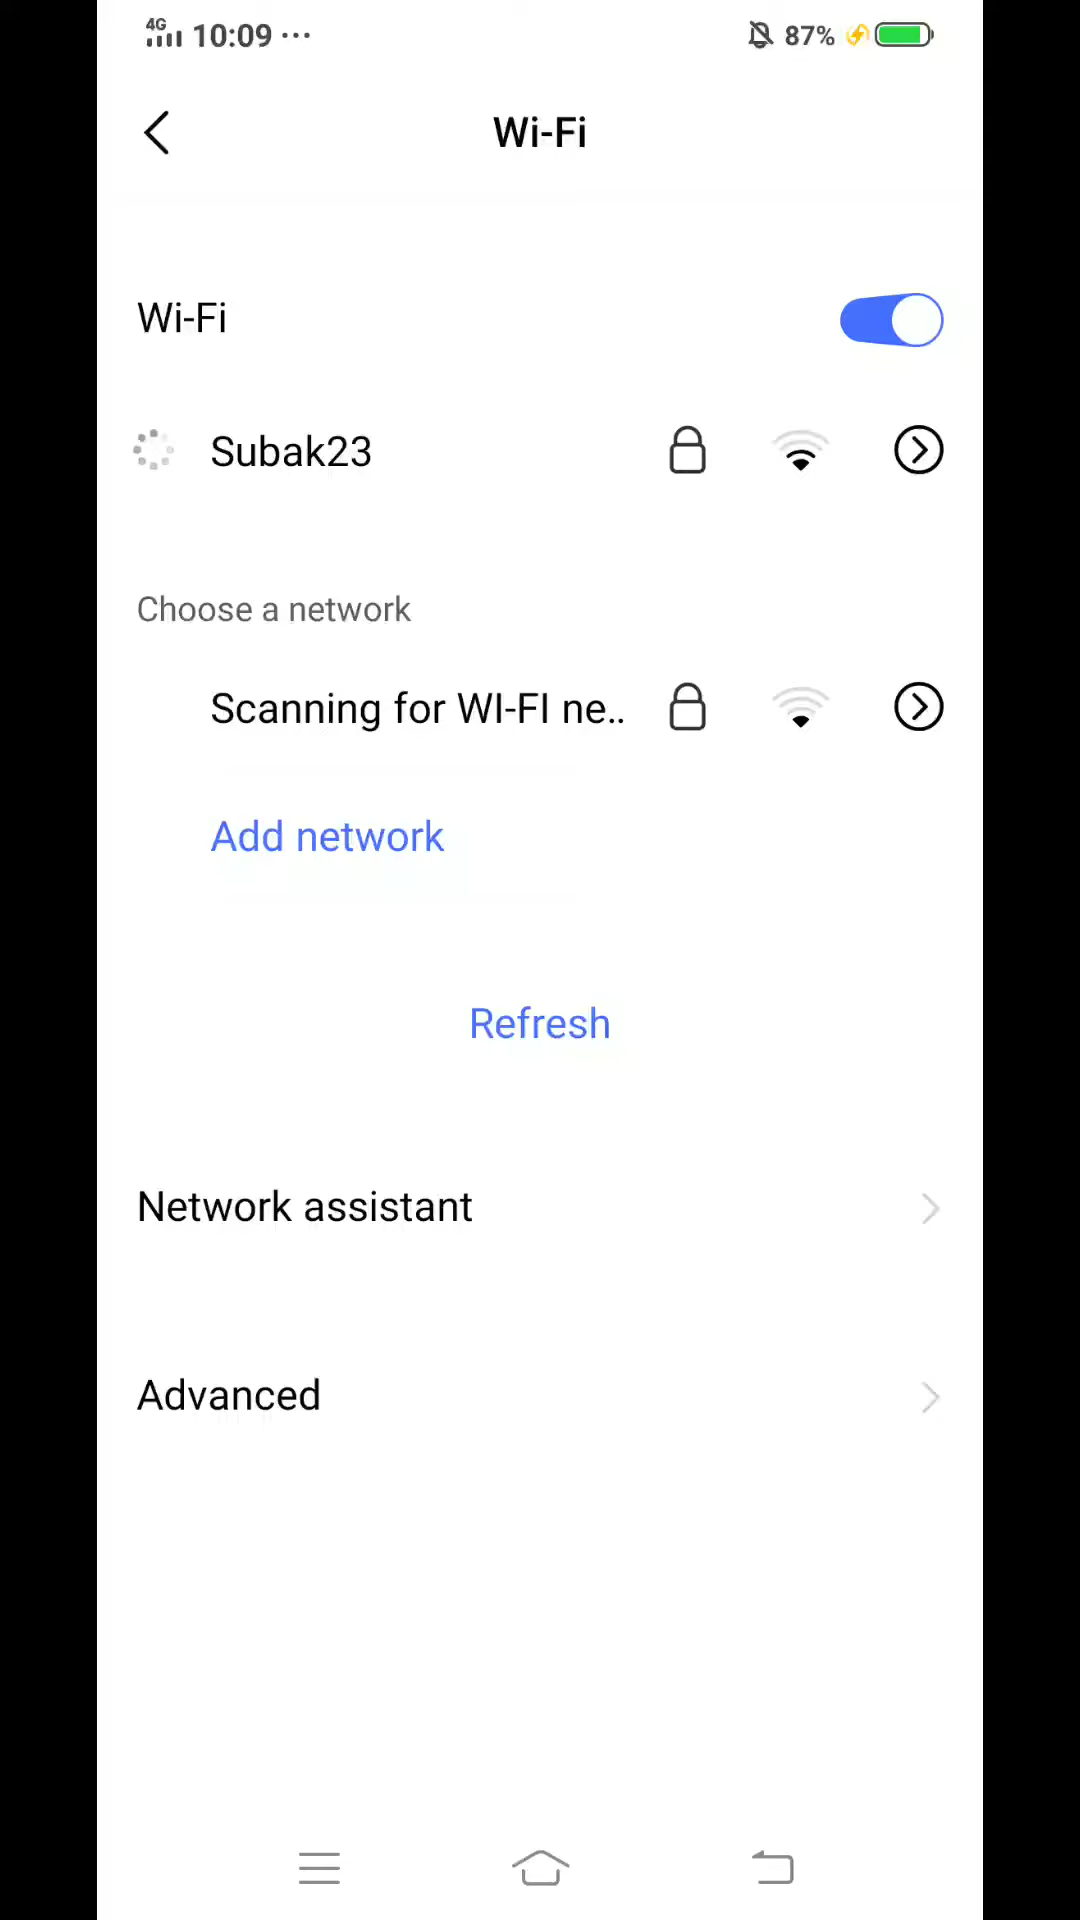 4G 10:09 ... 87%
Wi-Fi
Wi-Fi
Subak23
Choose a network
Scanning for WI-FI ne..
Add network
Refresh
Network assistant
Advanced